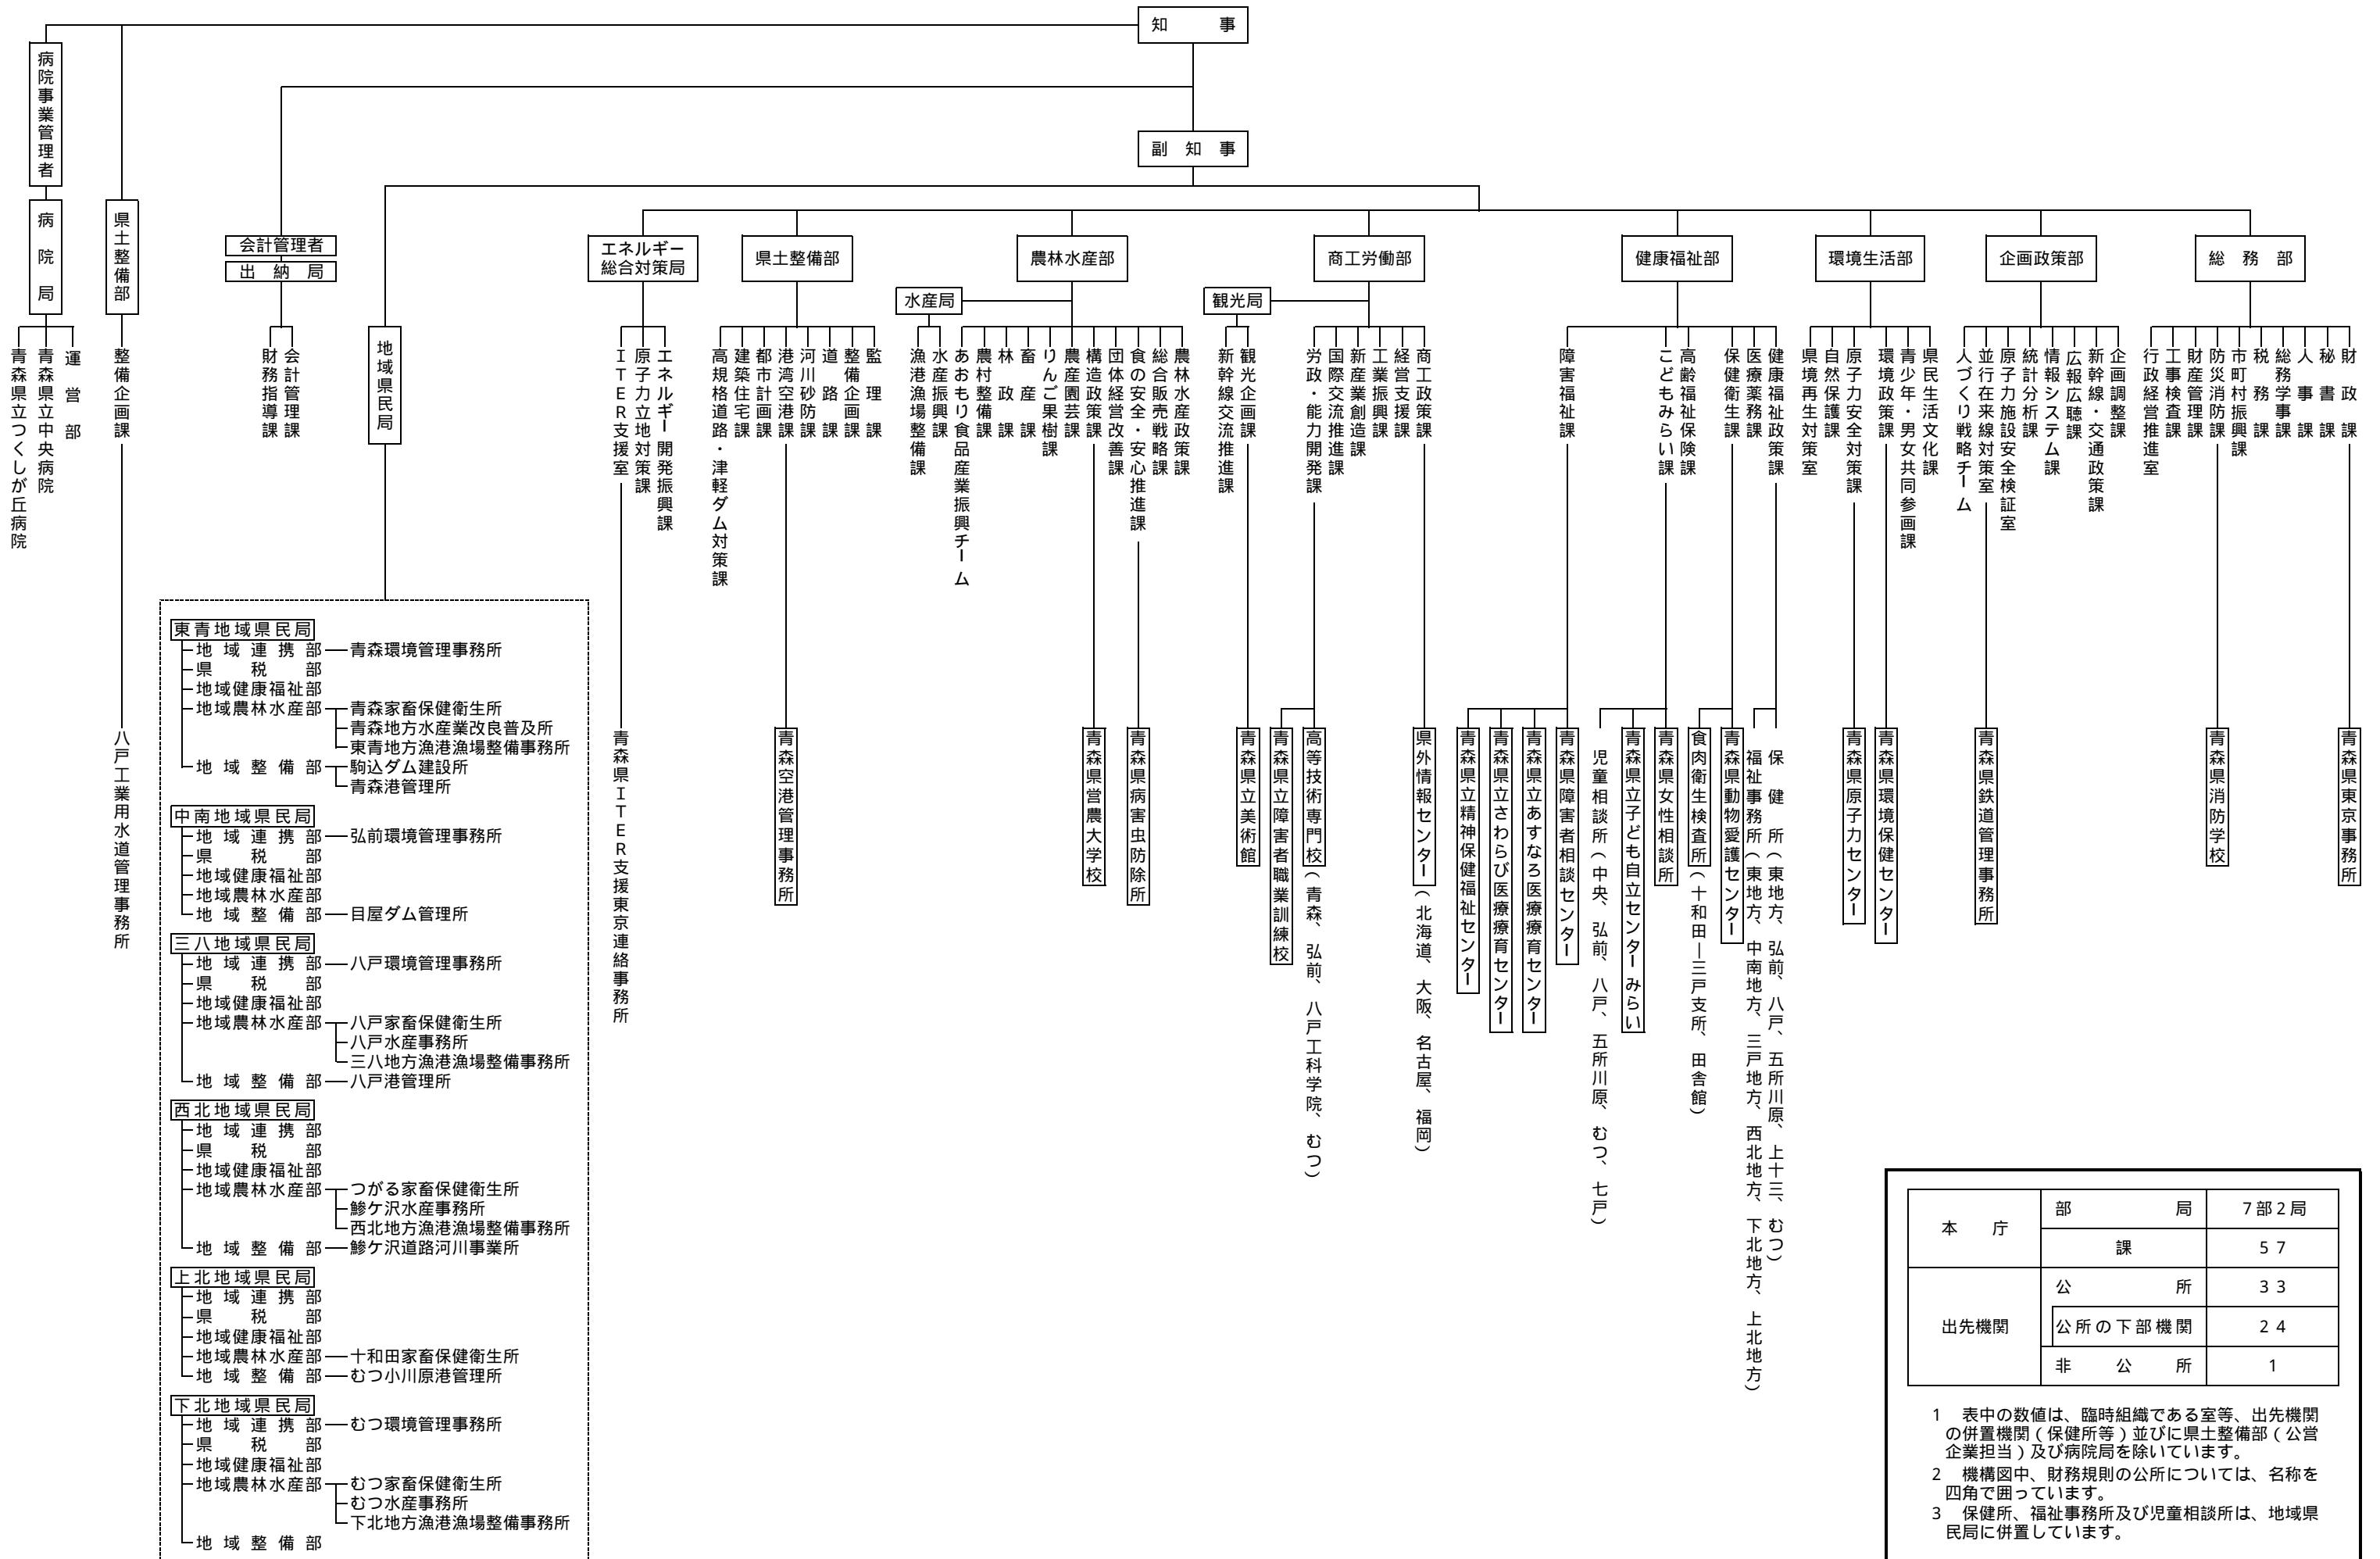 知事
病院事業管理者
副知事
病院局
県土整備部
会計管理者
出納局
エネルギー
総合対策局
県土整備部
農林水産部
商工労働部
健康福祉部
環境生活部
企画政策部
総務部
水産局
観光局
地域県民局
青森県立つくしが丘病院
青森県立中央病院
運営部
整備企画課
財務指導課
会計管理課
ITER支援室
原子力立地対策課
エネルギー開発振興課
高規格道路・津軽ダム対策課
建築住宅課
都市計画課
港湾空港課
河川砂防課
道路課
整備企画課
監理課
漁港漁場整備課
水産振興課
あおもり食品産業振興チーム
農村整備課
林政課
畜産課
りんご果樹課
農産園芸課
構造政策課
団体経営改善課
食の安全・安心推進課
総合販売戦略課
農林水産政策課
新幹線交流推進課
観光企画課
労政・能力開発課
国際交流推進課
新産業創造課
工業振興課
経営支援課
商工政策課
障害福祉課
こどもみらい課
高齢福祉保険課
保健衛生課
医療薬務課
健康福祉政策課
県境再生対策室
自然保護課
原子力安全対策課
環境政策課
青少年・男女共同参画課
県民生活文化課
人づくり戦略チーム
並行在来線対策室
原子力施設安全検証室
統計分析課
情報システム課
広報広聴課
新幹線・交通政策課
企画調整課
行政経営推進室
工事検査課
財産管理課
防災消防課
市町村振興課
税務課
総務学事課
人事課
秘書課
財政課
八戸工業用水道管理事務所
青森県ITER支援東京連絡事務所
青森空港管理事務所
青森県営農大学校
青森県病害虫防除所
青森県立美術館
青森県立障害者職業訓練校
高等技術専門校（青森、弘前、八戸工科学院、むつ）
県外情報センター（北海道、大阪、名古屋、福岡）
青森県立精神保健福祉センター
青森県立さわらび医療療育センター
青森県立あすなろ医療療育センター
青森県障害者相談センター
児童相談所（中央、弘前、八戸、五所川原、むつ、七戸）
青森県立子ども自立センターみらい
青森県女性相談所
食肉衛生検査所（十和田―三戸支所、田舎館）
青森県動物愛護センター
福祉事務所（東地方、中南地方、三戸地方、西北地方、下北地方、上北地方）
保健所（東地方、弘前、八戸、五所川原、上十三、むつ）
青森県原子力センター
青森県環境保健センター
青森県鉄道管理事務所
青森県消防学校
青森県東京事務所
東青地域県民局
地域連携部 青森環境管理事務所
県税部
地域健康福祉部
地域農林水産部 青森家畜保健衛生所
青森地方水産業改良普及所
東青地方漁港漁場整備事務所
地域整備部 駒込ダム建設所
青森港管理所
中南地域県民局
地域連携部 弘前環境管理事務所
県税部
地域健康福祉部
地域農林水産部
地域整備部 目屋ダム管理所
三八地域県民局
地域連携部 八戸環境管理事務所
県税部
地域健康福祉部
地域農林水産部 八戸家畜保健衛生所
八戸水産事務所
三八地方漁港漁場整備事務所
地域整備部 八戸港管理所
西北地域県民局
地域連携部
県税部
地域健康福祉部
地域農林水産部 つがる家畜保健衛生所
鰺ケ沢水産事務所
西北地方漁港漁場整備事務所
地域整備部 鰺ケ沢道路河川事業所
上北地域県民局
地域連携部
県税部
地域健康福祉部
地域農林水産部 十和田家畜保健衛生所
地域整備部 むつ小川原港管理所
下北地域県民局
地域連携部 むつ環境管理事務所
県税部
地域健康福祉部
地域農林水産部 むつ家畜保健衛生所
むつ水産事務所
下北地方漁港漁場整備事務所
地域整備部
本庁 部局 7部2局
課 57
出先機関 公所 33
公所の下部機関 24
非公所 1
1　表中の数値は、臨時組織である室等、出先機関
の併置機関（保健所等）並びに県土整備部（公営
企業担当）及び病院局を除いています。
2　機構図中、財務規則の公所については、名称を
四角で囲っています。
3　保健所、福祉事務所及び児童相談所は、地域県
民局に併置しています。